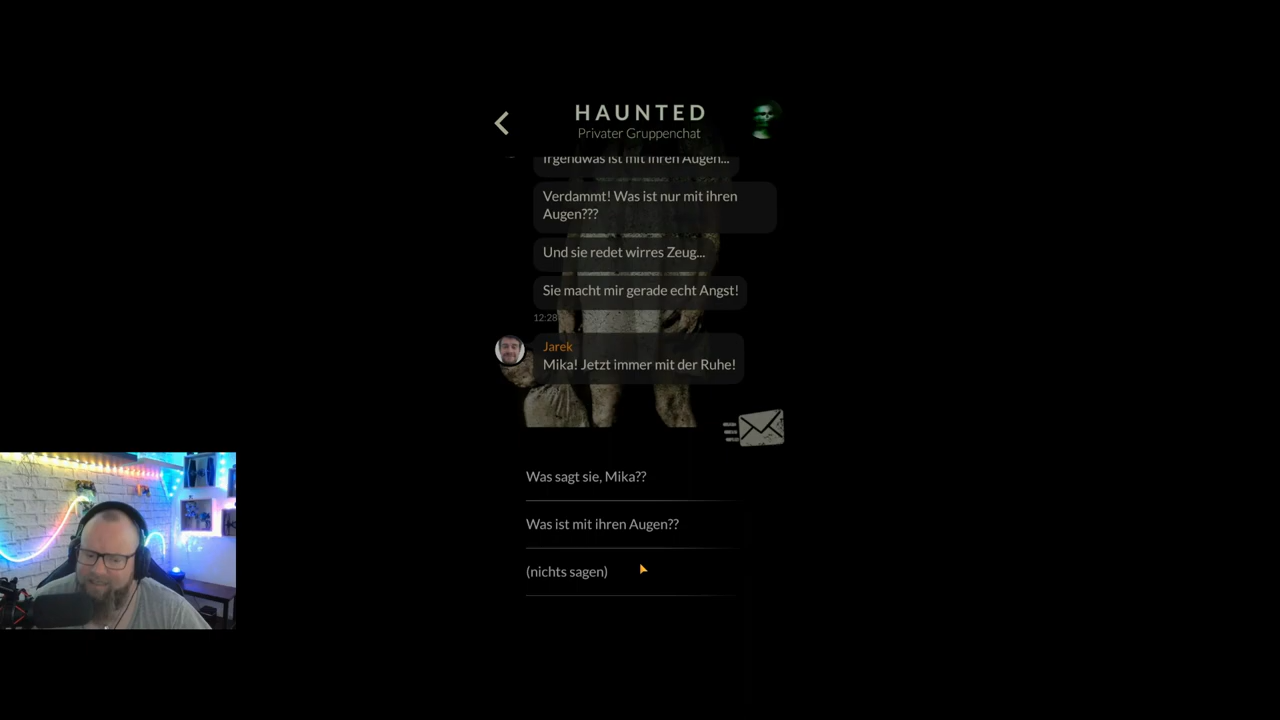 HAUNTED
Privater Gruppenchat
Irgendwas ist mit ihren Augen...
Verdammt! Was ist nur mit ihren
Augen???
Und sie redet wirres Zeug...
Sie macht mir gerade echt Angst!
12:28
Jarek
Mika! Jetzt immer mit der Ruhe!
Was sagt sie, Mika??
Was ist mit ihren Augen??
(nichts sagen)